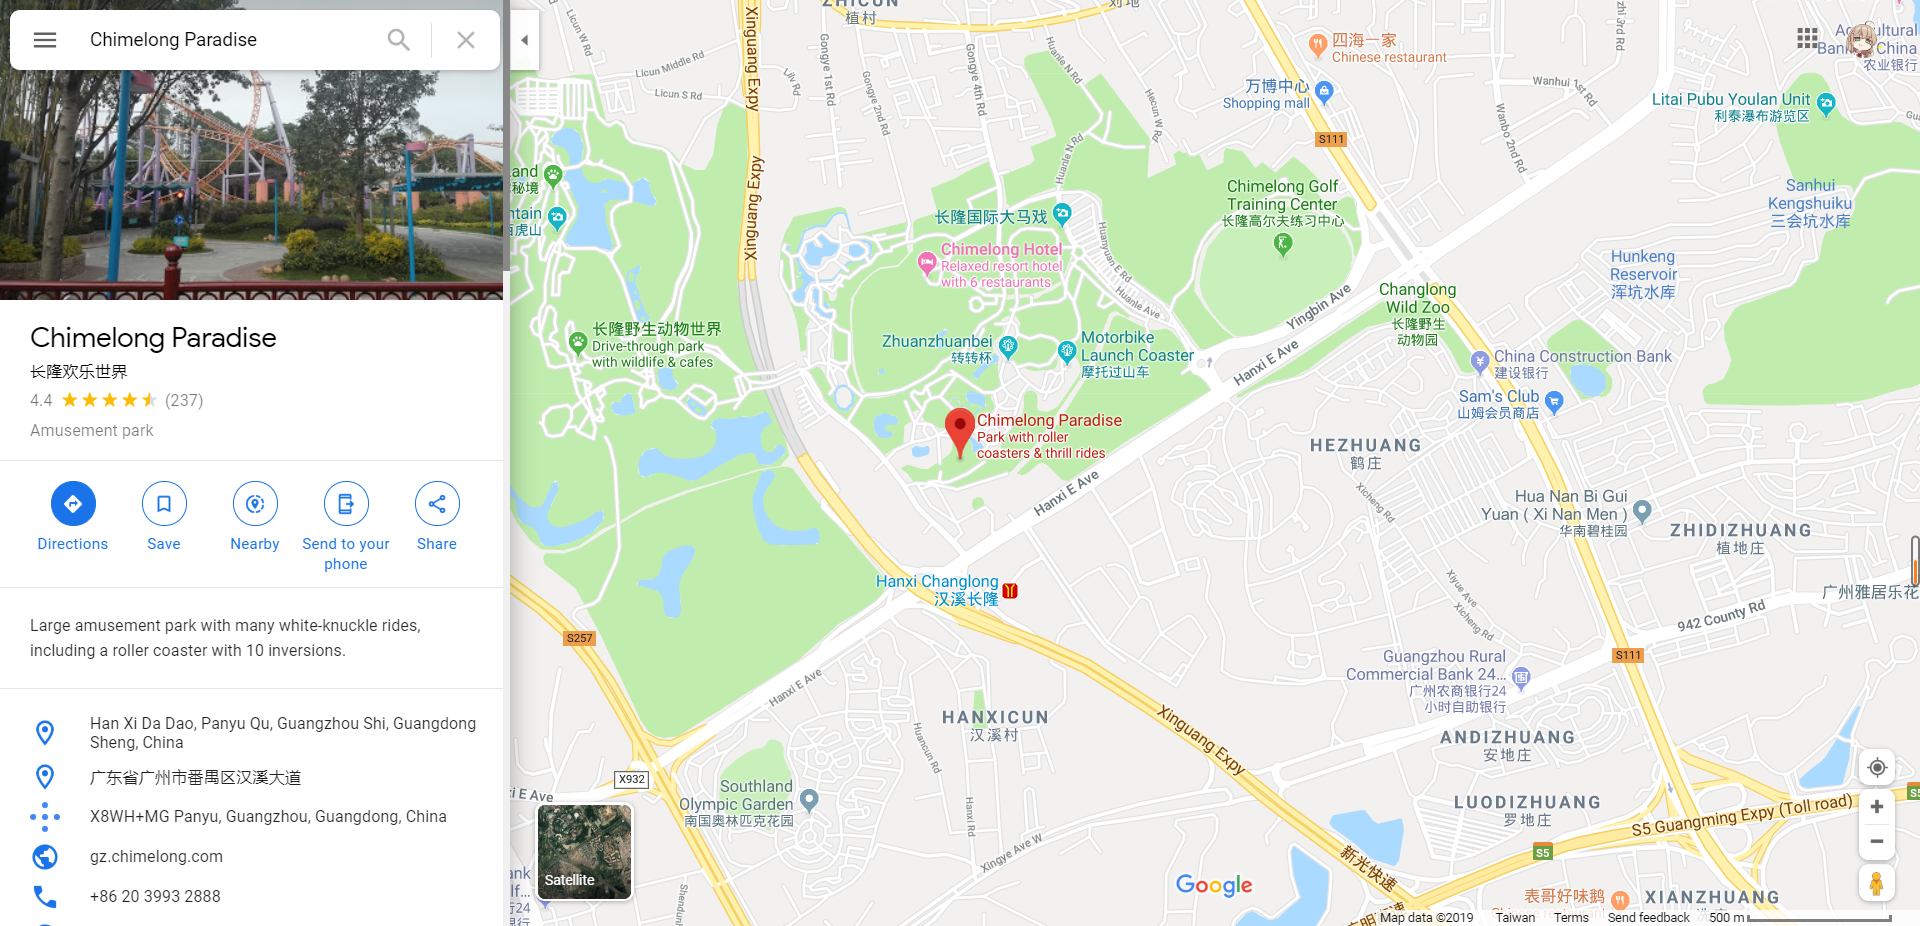 Chimelong Paradise
Chimelong Paradise
长隆欢乐世界
4.4
(237)
Amusement park
Directions
Save
Nearby
Send to your
phone
Share
Large amusement park with many white-knuckle rides,
including a roller coaster with 10 inversions.
Han Xi Da Dao, Panyu Qu, Guangzhou Shi, Guangdong
Sheng, China
广东省广州市番禺区汉溪大道
X8WH+MG Panyu, Guangzhou, Guangdong, China
gz.chimelong.com
+86 20 3993 2888
ZHICUN
植村
刘地
Licun N Rd
Licun Middle Rd
Licun S Rd
Lilv Rd
Gongye 1st Rd
Gongye 2nd Rd
Gongye 4th Rd
Huanle N Rd
Huanle N Rd
Hecun W Rd
Xinguang Expy
Xinguang Expy
四海一家
Chinese restaurant
万博中心
Shopping mall
S111
Wanhui 1st Rd
Wanbo 2nd Rd
Litai Pubu Youlan Unit
利泰瀑布游览区
农业银行
Sanhui
Kengshuiku
三会坑水库
Hunkeng
Reservoir
浑坑水库
Chimelong Golf
Training Center
长隆高尔夫练习中心
长隆国际大马戏
Chimelong Hotel
Relaxed resort hotel
with 6 restaurants
Huanyuan E Rd
Huanle Ave
Yingbin Ave
Changlong
Wild Zoo
长隆野生
动物园
长隆野生动物世界
Drive-through park
with wildlife & cafes
Zhuanzhuanbei
转转杯
Motorbike
Launch Coaster
摩托过山车
Hanxi E Ave
China Construction Bank
建设银行
Sam's Club
山姆会员商店
Chimelong Paradise
Park with roller
coasters & thrill rides
HEZHUANG
鹤庄
Hanxi E Ave
Xicheng Rd
Hua Nan Bi Gui
Yuan ( Xi Nan Men )
华南碧桂园
ZHIDIZHUANG
植地庄
Hanxi Changlong
汉溪长隆
Xiyue Ave
Xicheng Rd
广州雅居乐花
942 County Rd
S257
S111
Guangzhou Rural
Commercial Bank 24...
广州农商银行24
小时自助银行
Hanxi E Ave
HANXICUN
汉溪村
Huancun Rd
Xinguang Expy
ANDIZHUANG
安地庄
X932
Southland
Olympic Garden
南国奥林匹克花园
Hanxi Rd
Xingye Ave W
LUODIZHUANG
罗地庄
S5 Guangming Expy (Toll road)
S5
新光快速
表哥好味鹅
XIANZHUANG
Satellite
Google
Map data ©2019
Taiwan
Terms
Send feedback
500 m